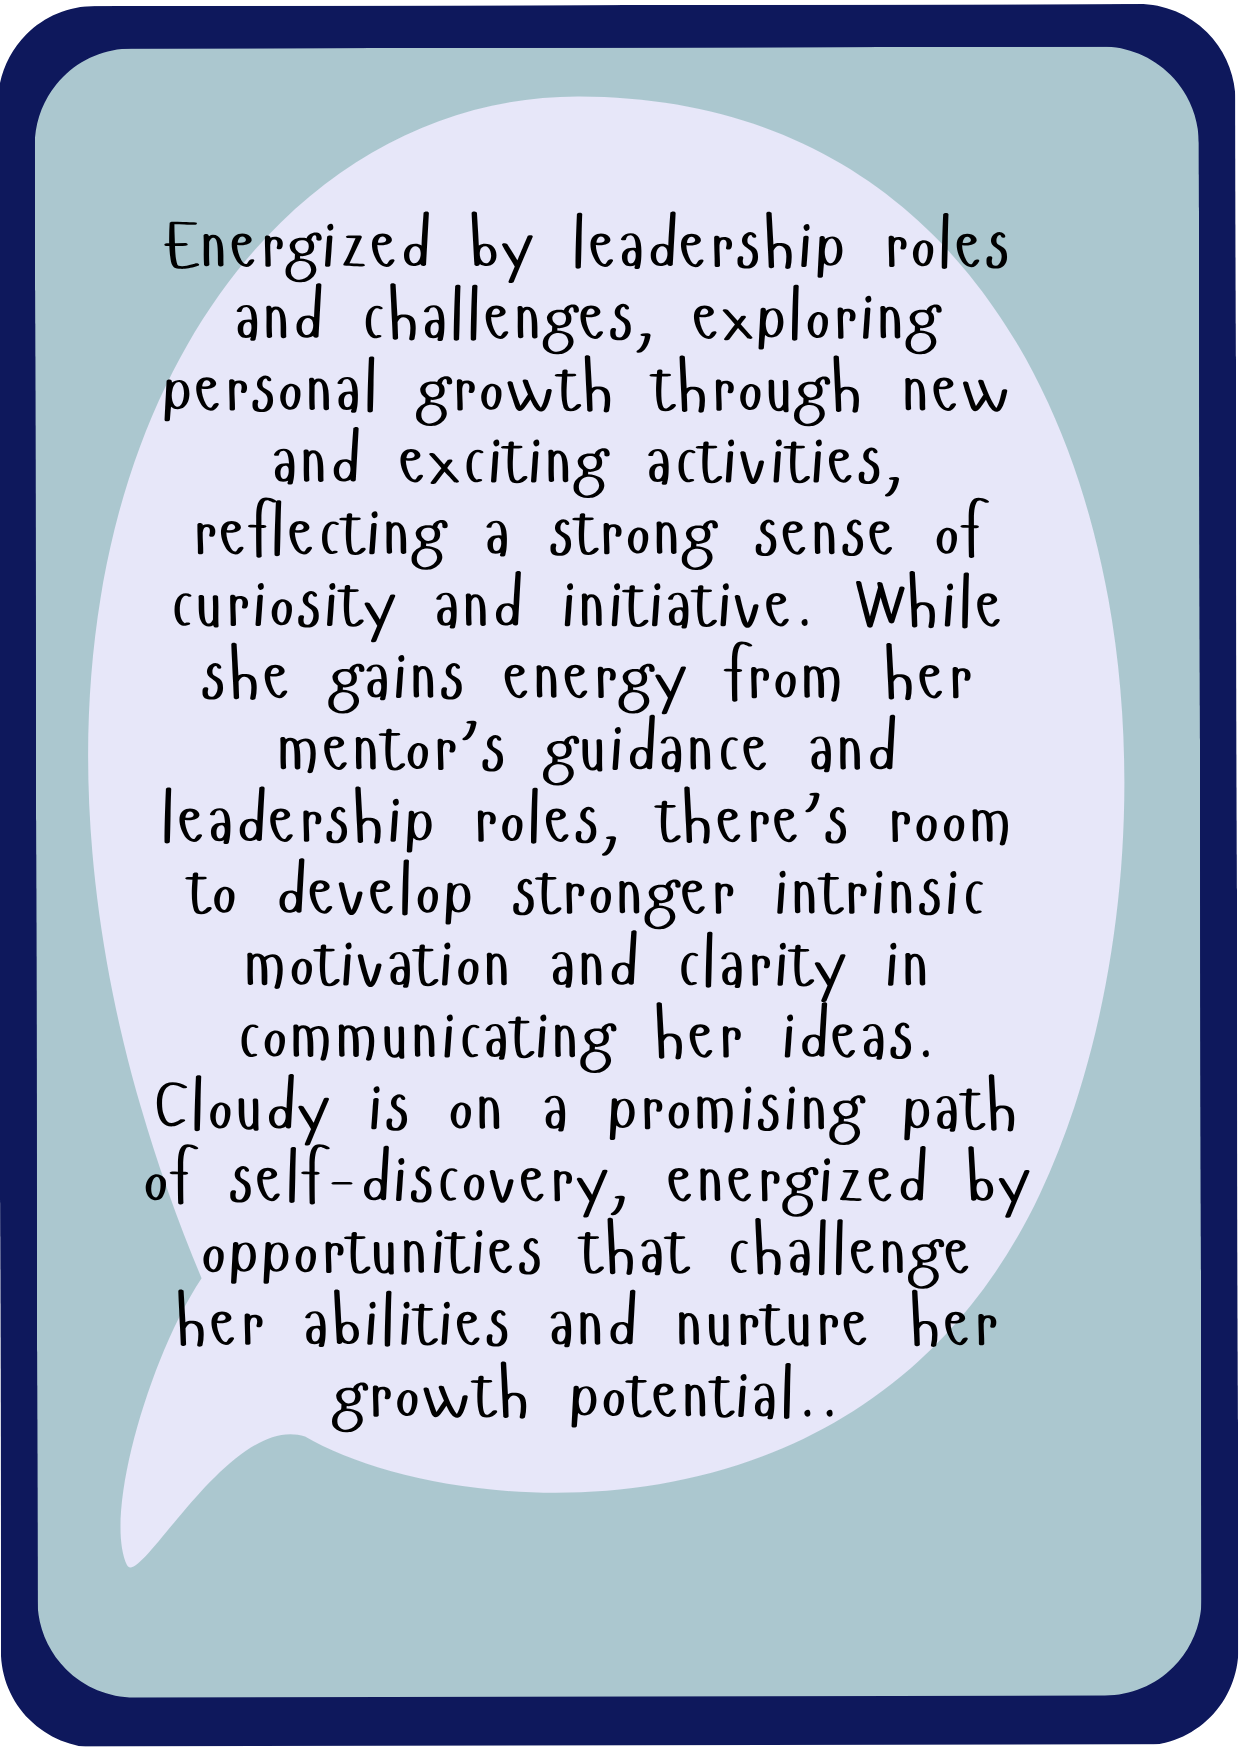 Energized by leadership roles
and challenges, exploring
personal growth through new
and exciting activities,
reflecting a strong sense of
curiosity and initiative. While
she gains energy from her
mentor’s guidance and
leadership roles, there’s room
to develop stronger intrinsic
motivation and clarity in
communicating her ideas.
Cloudy is on a promising path
of self-discovery, energized by
opportunities that challenge
her abilities and nurture her
growth potential..